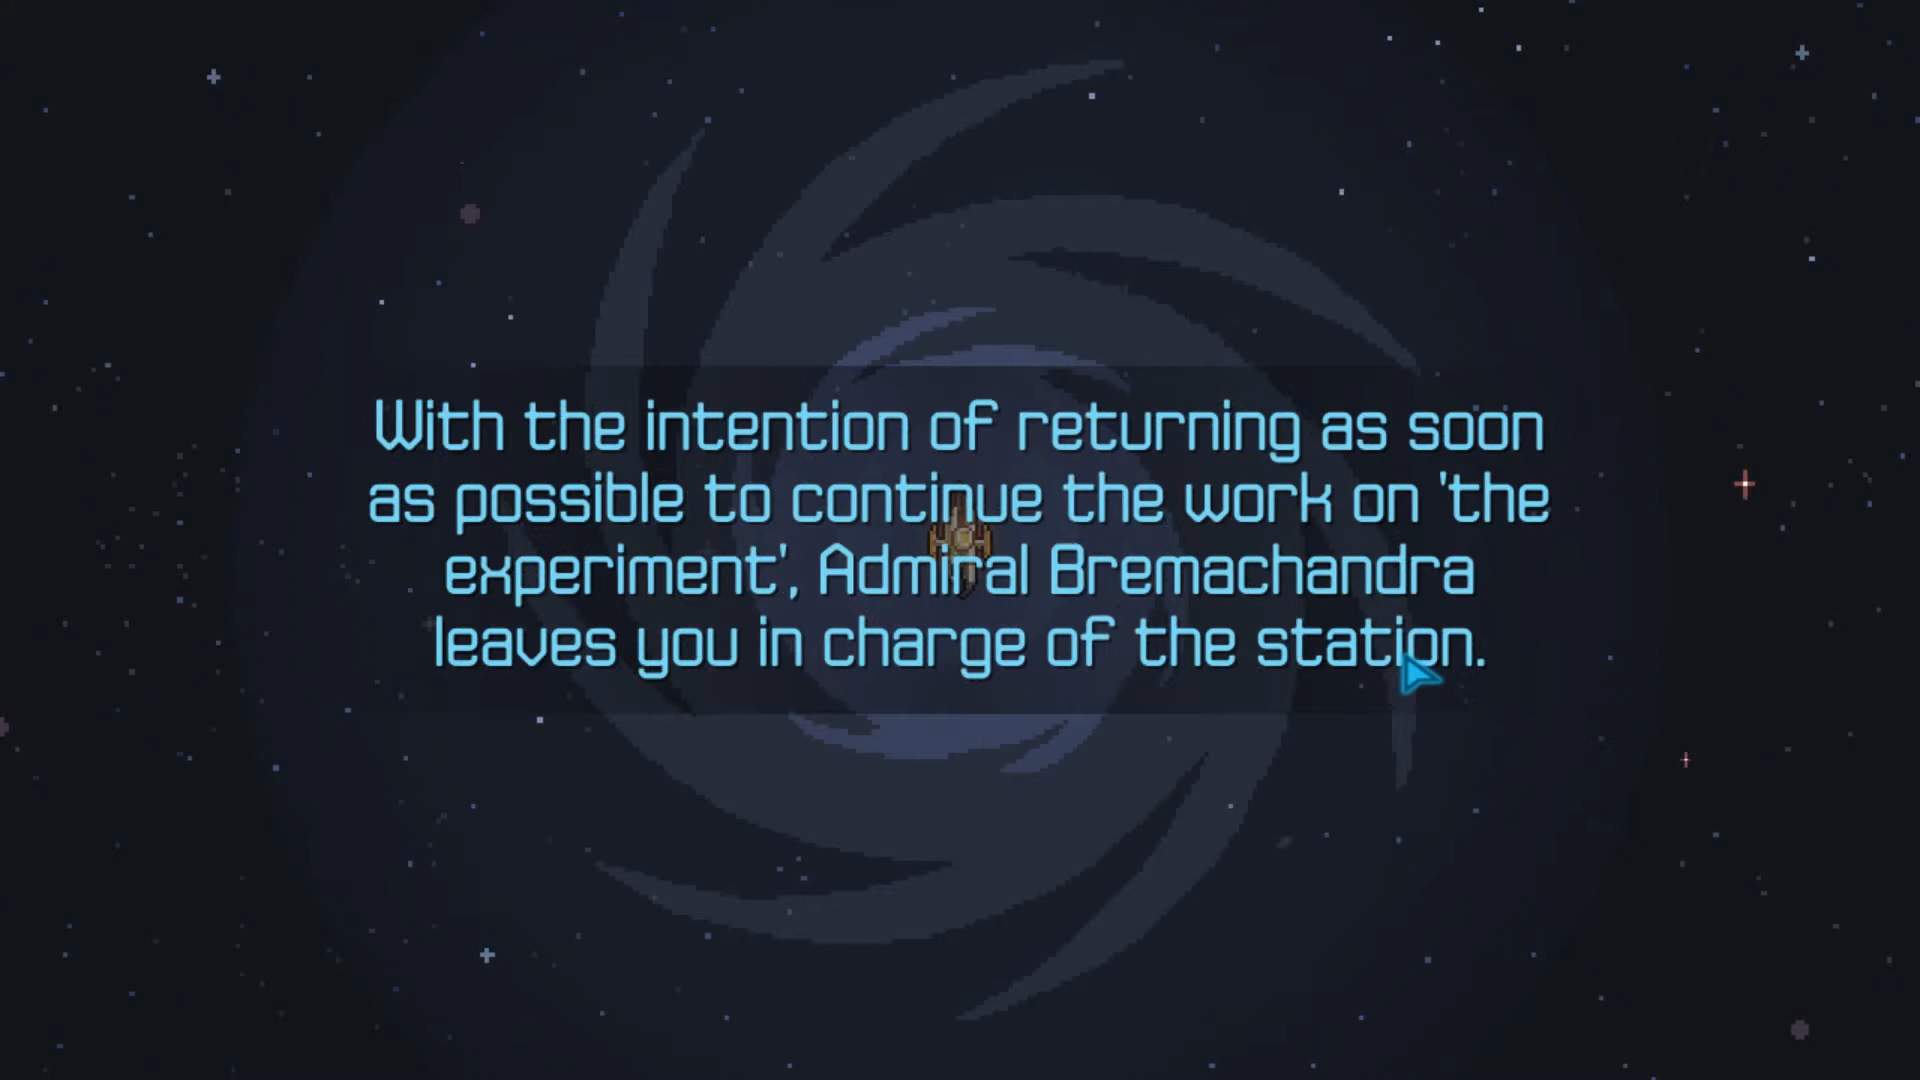 With the intention of returning as soon
as possible to continue the work on 'the
experiment', Admiral Bremachandra
leaves you in charge of the station.